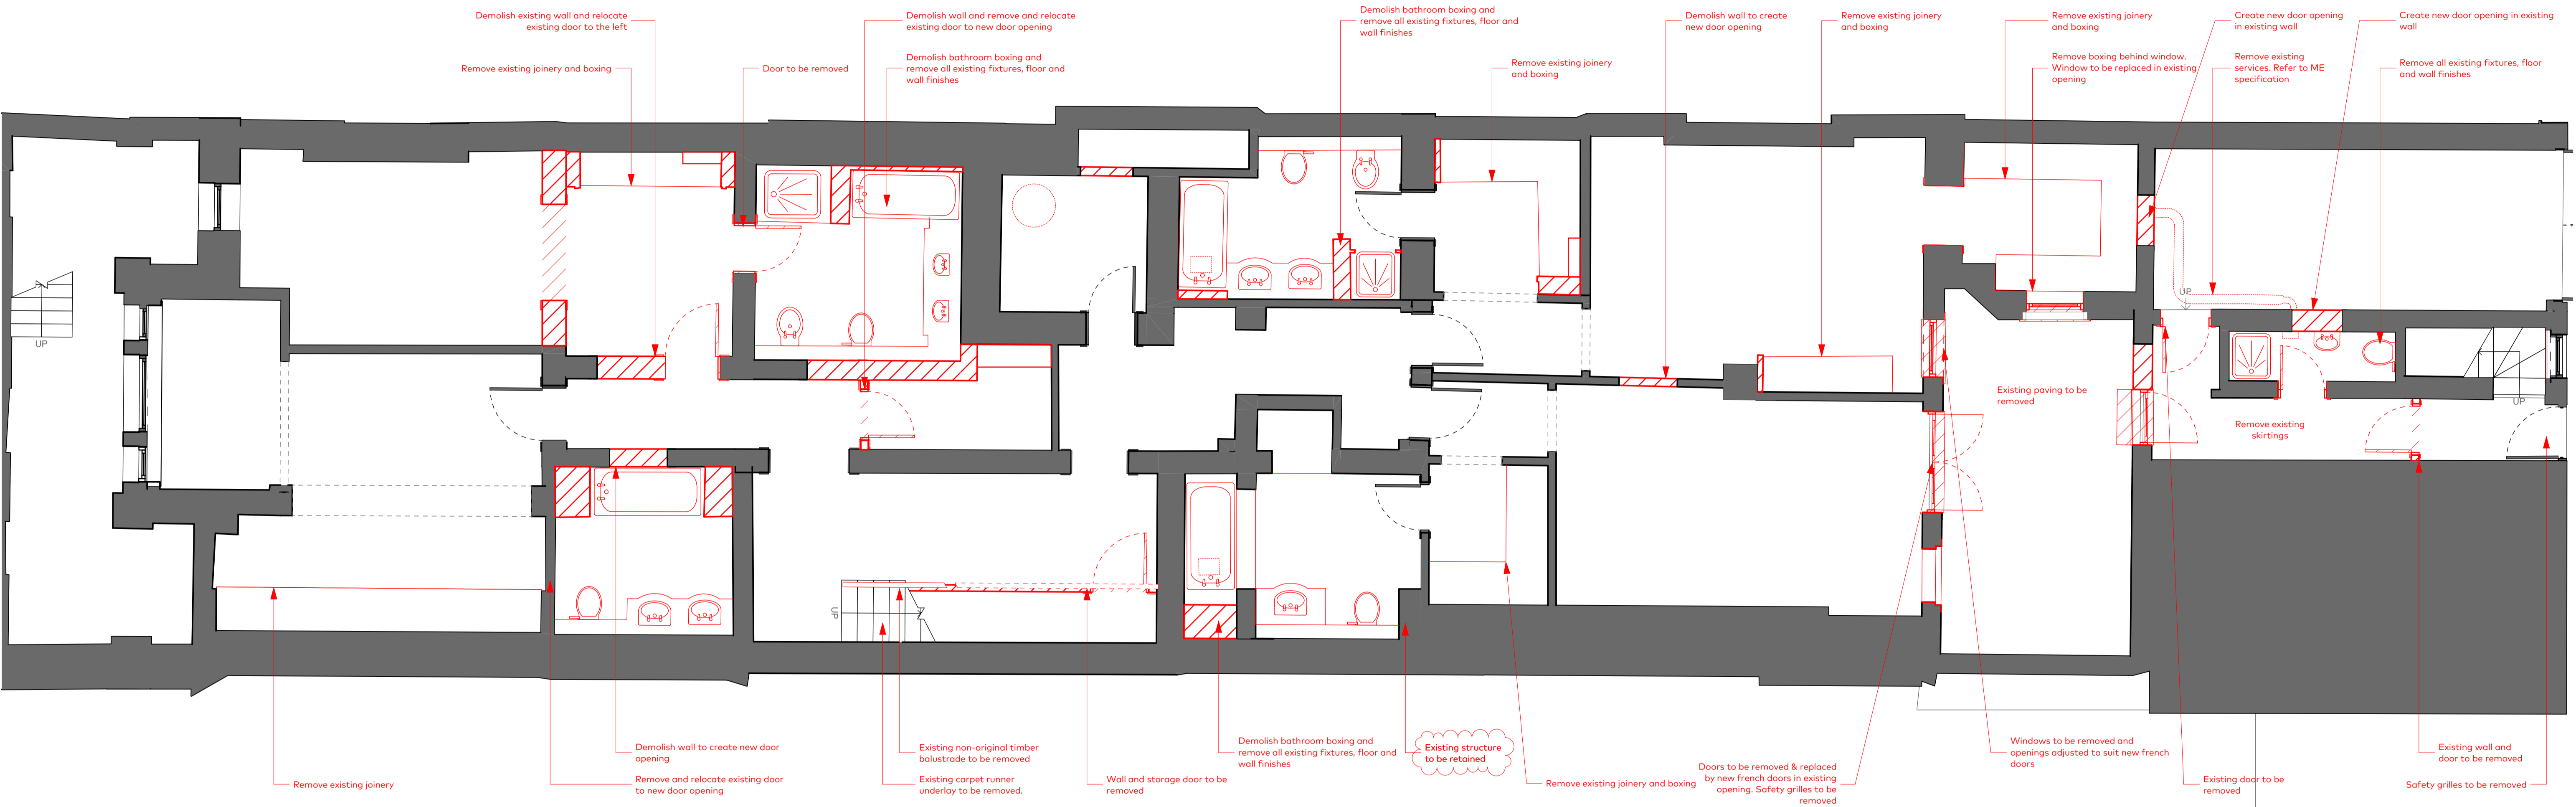 Demolish existing wall and relocate
existing door to the left
Remove existing joinery and boxing
Door to be removed
Demolish wall and remove and relocate
existing door to new door opening
Demolish bathroom boxing and
remove all existing fixtures, floor and
wall finishes
Demolish bathroom boxing and
remove all existing fixtures, floor and
wall finishes
Remove existing joinery
and boxing
Demolish wall to create
new door opening
Remove existing joinery
and boxing
Remove existing joinery
and boxing
Remove boxing behind window.
Window to be replaced in existing
opening
Create new door opening
in existing wall
Remove existing
services. Refer to ME
specification
Create new door opening in existing
wall
Remove all existing fixtures, floor
and wall finishes
UP
UP
UP
UP
Existing paving to be
removed
Remove existing
skirtings
Remove existing joinery
Demolish wall to create new door
opening
Remove and relocate existing door
to new door opening
Existing non-original timber
balustrade to be removed
Existing carpet runner
underlay to be removed.
Wall and storage door to be
removed
Demolish bathroom boxing and
remove all existing fixtures, floor and
wall finishes
Existing structure
to be retained
Remove existing joinery and boxing
Doors to be removed & replaced
by new french doors in existing
opening. Safety grilles to be
removed
Windows to be removed and
openings adjusted to suit new french
doors
Existing door to be
removed
Existing wall and
door to be removed
Safety grilles to be removed